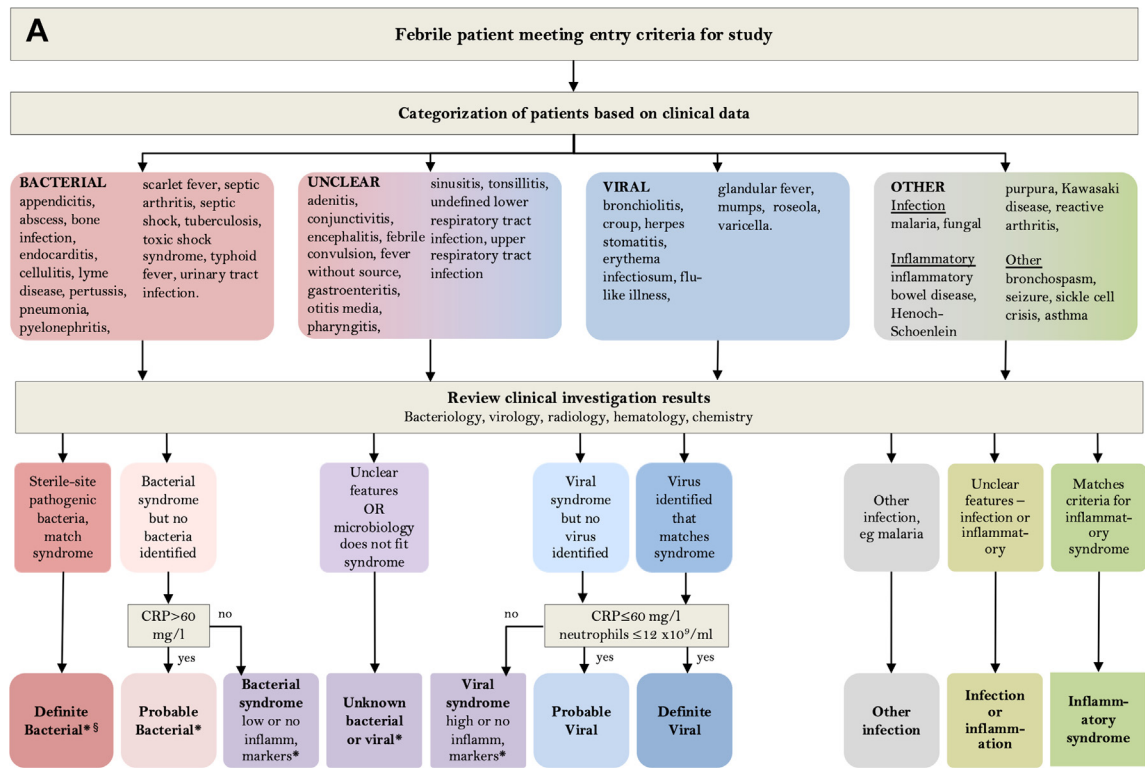 A
Febrile patient meeting entry criteria for study
Categorization of patients based on clinical data
BACTERIAL
appendicitis,
abscess, bone
infection,
endocarditis,
cellulitis, lyme
disease, pertussis,
pneumonia,
pyelonephritis,
scarlet fever, septic
arthritis, septic
shock, tuberculosis,
toxic shock
syndrome, typhoid
fever, urinary tract
infection.
UNCLEAR
adenitis,
conjunctivitis,
encephalitis, febrile
convulsion, fever
without source,
gastroenteritis,
otitis media,
pharyngitis,
sinusitis, tonsillitis,
undefined lower
respiratory tract
infection, upper
respiratory tract
infection
VIRAL
bronchiolitis,
croup, herpes
stomatitis,
erythema
infectiosum, flu-
like illness,
glandular fever,
mumps, roseola,
varicella.
OTHER
Infection
malaria, fungal
Inflammatory
inflammatory
bowel disease,
Henoch-
Schoenlein
purpura, Kawasaki
disease, reactive
arthritis,
Other
bronchospasm,
seizure, sickle cell
crisis, asthma
Review clinical investigation results
Bacteriology, virology, radiology, hematology, chemistry
Sterile-site
pathogenic
bacteria,
match
syndrome
Bacterial
syndrome
but no
bacteria
identified
Unclear
features
OR
microbiology
does not fit
syndrome
Viral
syndrome
but no
virus
identified
Virus
identified
that
matches
syndrome
Other
infection,
eg malaria
Unclear
features –
infection or
inflammat-
ory
Matches
criteria for
inflammat-
ory
syndrome
CRP>60
mg/l
no
yes
no
CRP≤60 mg/l
neutrophils ≤12 x10⁹/ml
yes
yes
Definite
Bacterial*§
Probable
Bacterial*
Bacterial
syndrome
low or no
inflamm,
markers*
Unknown
bacterial
or viral*
Viral
syndrome
high or no
inflamm,
markers*
Probable
Viral
Definite
Viral
Other
infection
Infection
or
inflamm-
ation
Inflamm-
atory
syndrome